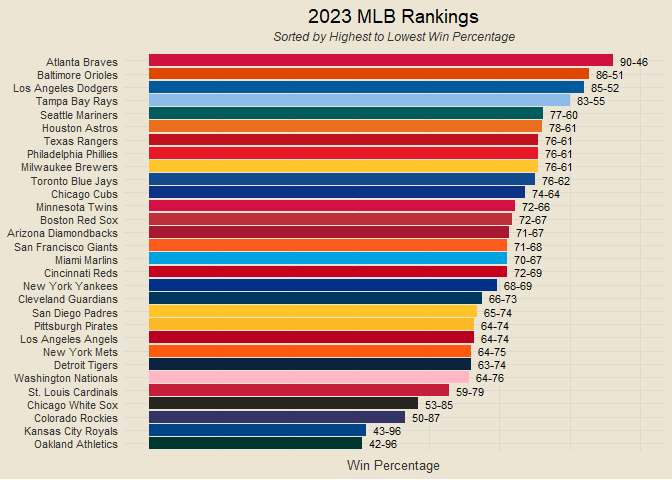 2023 MLB Rankings
Sorted by Highest to Lowest Win Percentage
Atlanta Braves 90-46
Baltimore Orioles 86-51
Los Angeles Dodgers 85-52
Tampa Bay Rays 83-55
Seattle Mariners 77-60
Houston Astros 78-61
Texas Rangers 76-61
Philadelphia Phillies 76-61
Milwaukee Brewers 76-61
Toronto Blue Jays 76-62
Chicago Cubs 74-64
Minnesota Twins 72-66
Boston Red Sox 72-67
Arizona Diamondbacks 71-67
San Francisco Giants 71-68
Miami Marlins 70-67
Cincinnati Reds 72-69
New York Yankees 68-69
Cleveland Guardians 66-73
San Diego Padres 65-74
Pittsburgh Pirates 64-74
Los Angeles Angels 64-74
New York Mets 64-75
Detroit Tigers 63-74
Washington Nationals 64-76
St. Louis Cardinals 59-79
Chicago White Sox 53-85
Colorado Rockies 50-87
Kansas City Royals 43-96
Oakland Athletics 42-96
Win Percentage